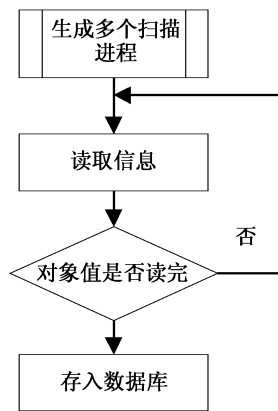 生成多个扫描
进程
读取信息
否
对象值是否读完
存入数据库